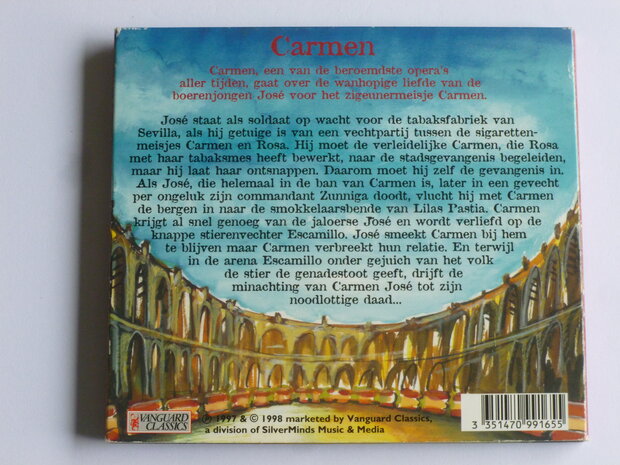 Carmen
Carmen, een van de beroemdste opera's
aller tijden, gaat over de wanhopige liefde van de
boerenjongen José voor het zigeunermeisje Carmen.
José staat als soldaat op wacht voor de tabaksfabriek van
Sevilla, als hij getuige is van een vechtpartij tussen de sigaretten-
meisjes Carmen en Rosa. Hij moet de verleidelijke Carmen, die Rosa
met haar tabaksmes heeft bewerkt, naar de stadsgevangenis begeleiden,
maar hij laat haar ontsnappen. Daarom moet hij zelf de gevangenis in.
Als José, die helemaal in de ban van Carmen is, later in een gevecht
per ongeluk zijn commandant Zunniga doodt, vlucht hij met Carmen
de bergen in naar de smokkelaarsbende van Lilas Pastia. Carmen
krijgt al snel genoeg van de jaloerse José en wordt verliefd op de
knappe stierenvechter Escamillo. José smeekt Carmen bij hem
te blijven maar Carmen verbreekt hun relatie. En terwijl
in de arena Escamillo onder gejuich van het volk
de stier de genadestoot geeft, drijft de
minachting van Carmen José tot zijn
noodlottige daad...
VANGUARD
CLASSICS
℗ 1997 & © 1998 marketed by Vanguard Classics,
a division of SilverMinds Music & Media
3 351470 991655